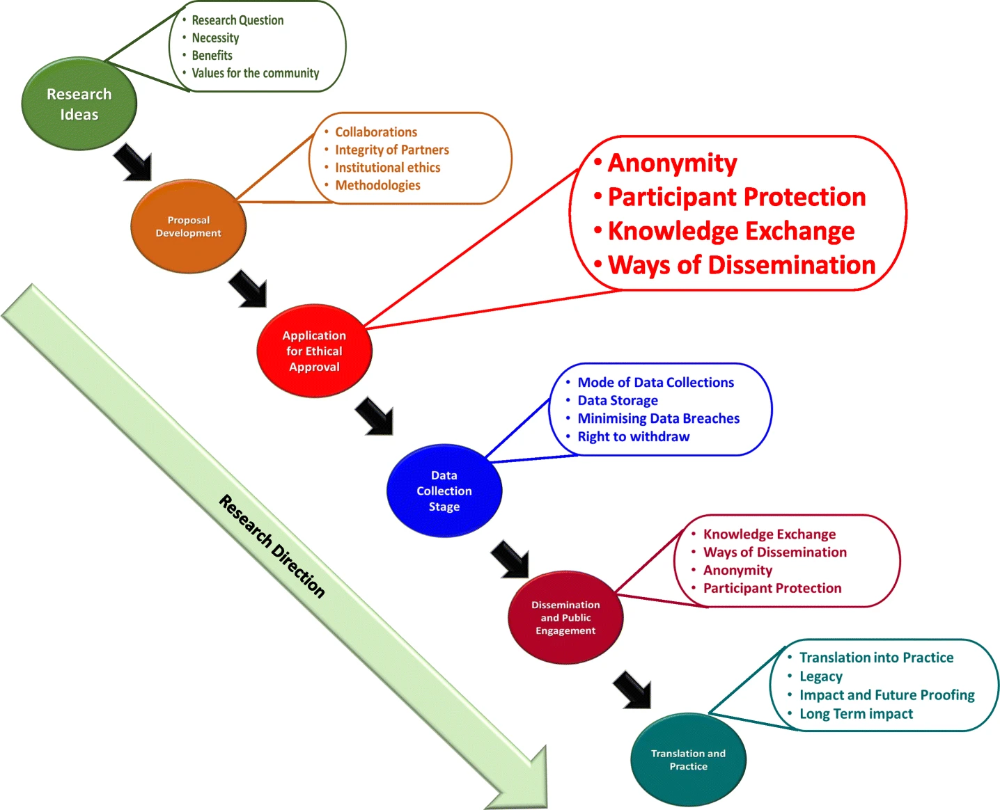 • Research Question
• Necessity
• Benefits
• Values for the community
Research
Ideas
• Collaborations
• Integrity of Partners
• Institutional ethics
• Methodologies
Proposal
Development
• Anonymity
• Participant Protection
• Knowledge Exchange
• Ways of Dissemination
Application
for Ethical
Approval
• Mode of Data Collections
• Data Storage
• Minimising Data Breaches
• Right to withdraw
Data
Collection
Stage
Research Direction
• Knowledge Exchange
• Ways of Dissemination
• Anonymity
• Participant Protection
Dissemination
and Public
Engagement
• Translation into Practice
• Legacy
• Impact and Future Proofing
• Long Term impact
Translation and
Practice